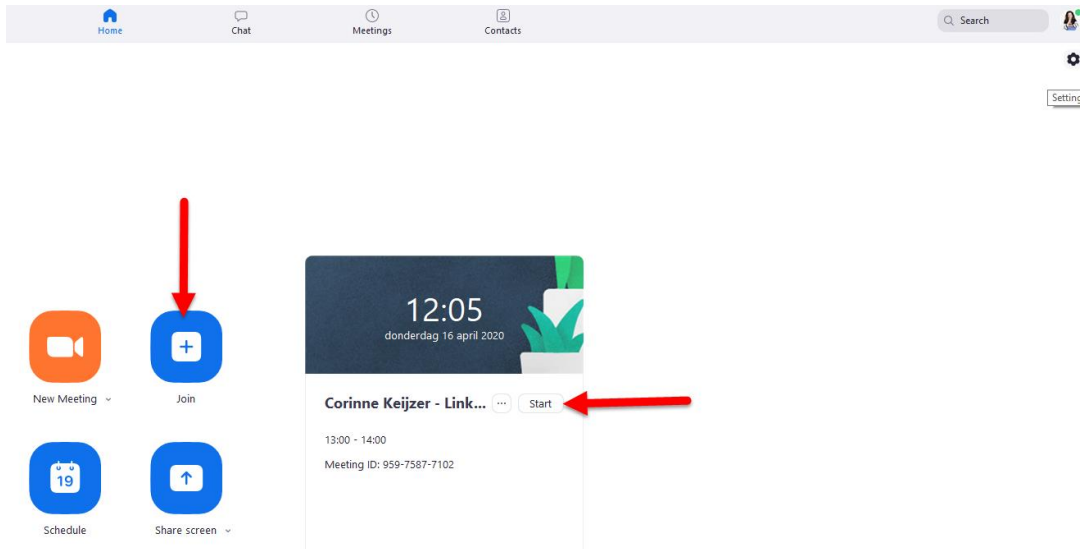 Home
Chat
Meetings
Contacts
Search
Setting
12:05
donderdag 16 april 2020
New Meeting
Join
Corinne Keijzer - Link...
Start
13:00 - 14:00
Meeting ID: 959-7587-7102
19
Schedule
Share screen